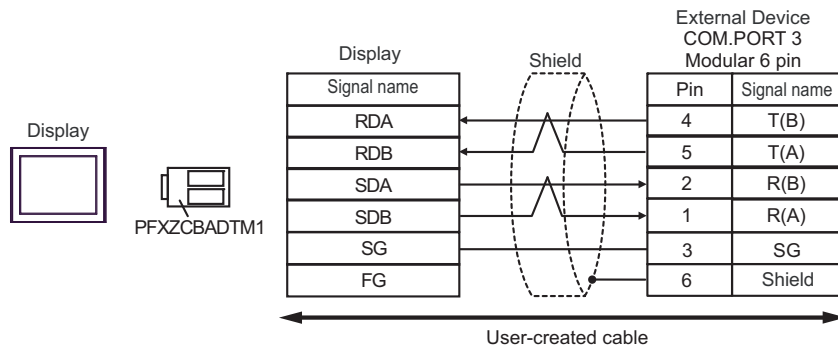 External Device
COM.PORT 3
Modular 6 pin
Display
Shield
Signal name
Pin
Signal name
RDA
4
T(B)
Display
RDB
5
T(A)
SDA
2
R(B)
PFXZCBADTM1
SDB
1
R(A)
SG
3
SG
FG
6
Shield
User-created cable